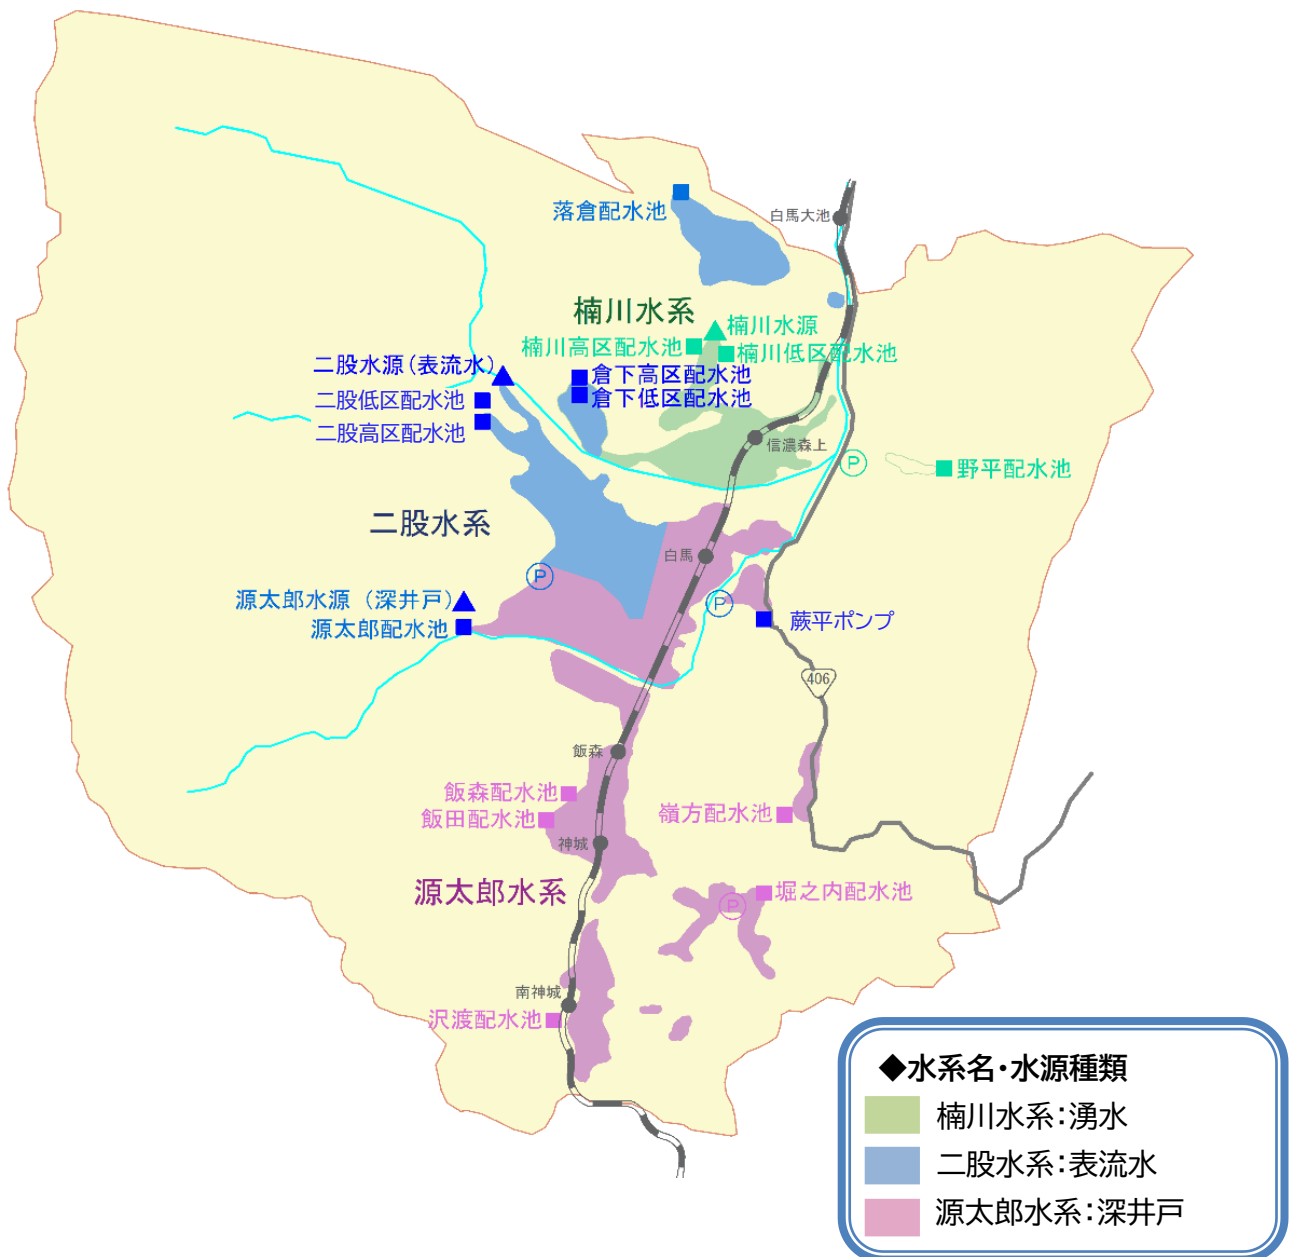 落倉配水池
白馬大池
楠川水系
楠川水源
楠川高区配水池
楠川低区配水池
二股水源(表流水)
倉下高区配水池
二股低区配水池
倉下低区配水池
二股高区配水池
信濃森上
P
野平配水池
二股水系
白馬
P
源太郎水源（深井戸）
P
源太郎配水池
蕨平ポンプ
406
飯森
飯森配水池
飯田配水池
嶺方配水池
神城
源太郎水系
堀之内配水池
P
南神城
沢渡配水池
◆水系名・水源種類
楠川水系：湧水
二股水系：表流水
源太郎水系：深井戸